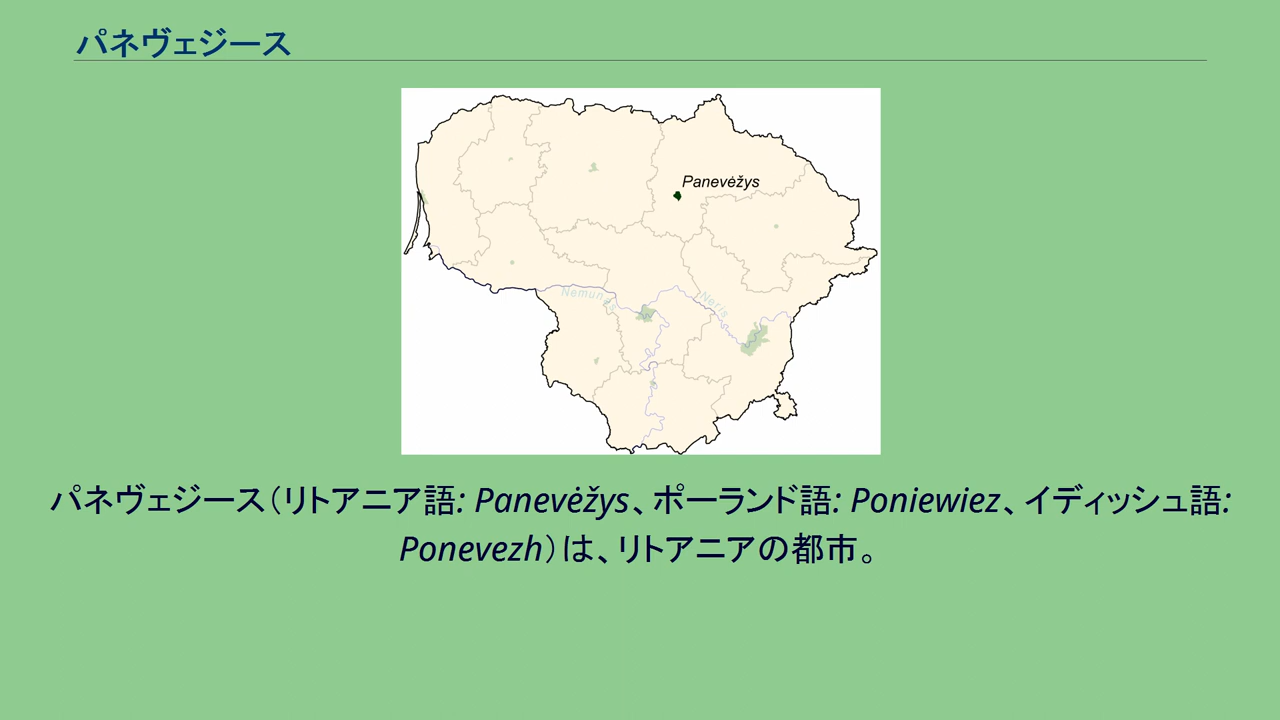 パネヴェジース
Panevėžys
Nemunas
Neris
パネヴェジース（リトアニア語: Panevėžys、ポーランド語: Poniewiez、イディッシュ語:
Ponevezh）は、リトアニアの都市。